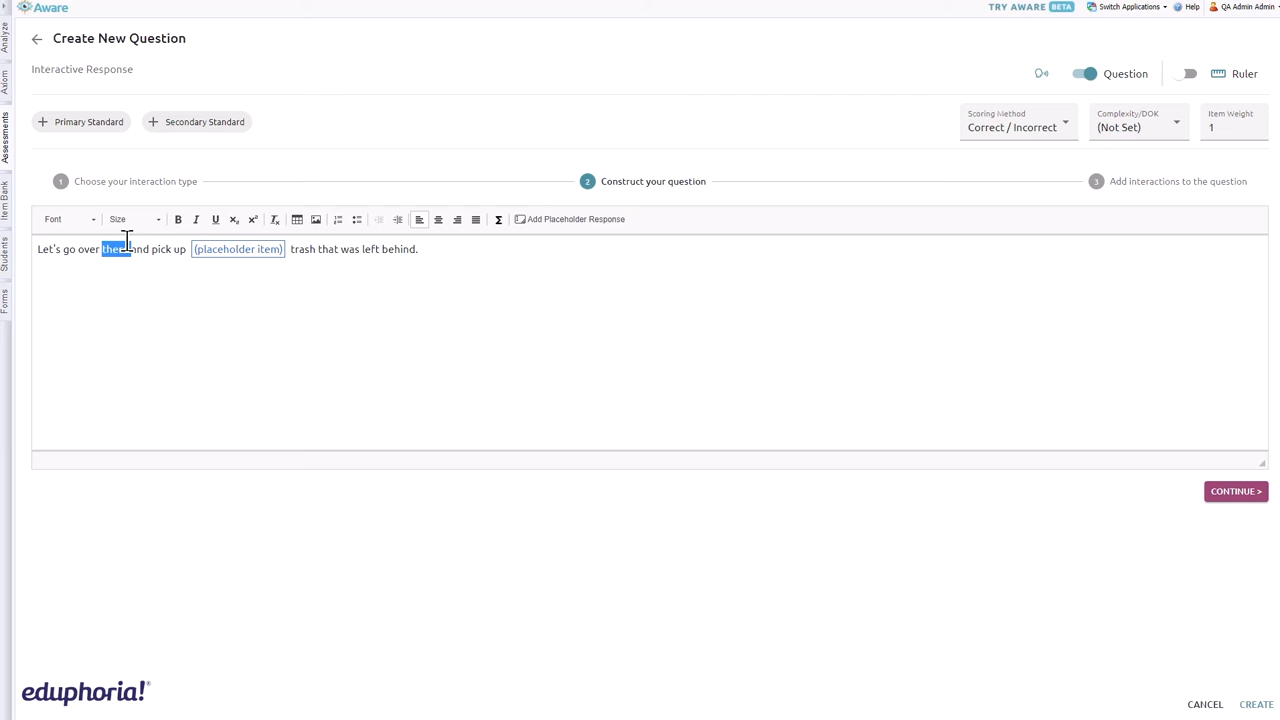 Aware
TRY AWARE BETA Switch Applications Help QA Admin Admin
Analyze
Axiom
Assessments
Item Bank
Students
Forms
Create New Question
Interactive Response
Question Ruler
+ Primary Standard + Secondary Standard
Scoring Method Complexity/DOK Item Weight
Correct / Incorrect (Not Set) 1
1 Choose your interaction type 2 Construct your question 3 Add interactions to the question
Font Size B I U x₂ x² Tx Σ Add Placeholder Response
Let's go over there and pick up (placeholder item) trash that was left behind.
CONTINUE >
eduphoria!
CANCEL CREATE